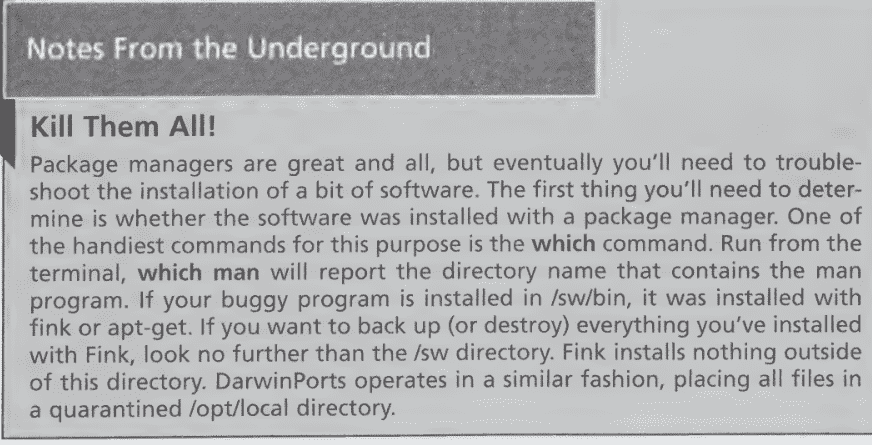 Notes From the Underground
Kill Them All!
Package managers are great and all, but eventually you'll need to trouble-
shoot the installation of a bit of software. The first thing you'll need to deter-
mine is whether the software was installed with a package manager. One of
the handiest commands for this purpose is the which command. Run from the
terminal, which man will report the directory name that contains the man
program. If your buggy program is installed in /sw/bin, it was installed with
fink or apt-get. If you want to back up (or destroy) everything you've installed
with Fink, look no further than the /sw directory. Fink installs nothing outside
of this directory. DarwinPorts operates in a similar fashion, placing all files in
a quarantined /opt/local directory.